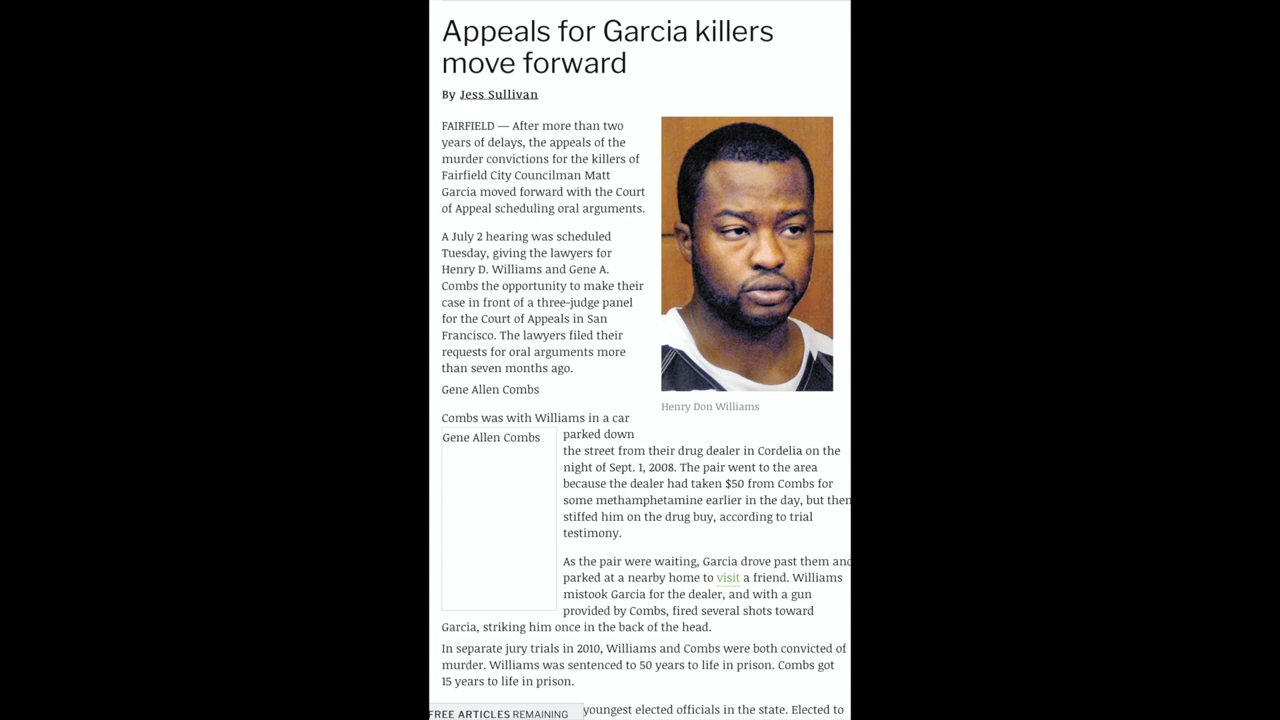 Appeals for Garcia killers
move forward
By Jess Sullivan
FAIRFIELD — After more than two
years of delays, the appeals of the
murder convictions for the killers of
Fairfield City Councilman Matt
Garcia moved forward with the Court
of Appeal scheduling oral arguments.
A July 2 hearing was scheduled
Tuesday, giving the lawyers for
Henry D. Williams and Gene A.
Combs the opportunity to make their
case in front of a three-judge panel
for the Court of Appeals in San
Francisco. The lawyers filed their
requests for oral arguments more
than seven months ago.
Henry Don Williams
Gene Allen Combs
Combs was with Williams in a car
Gene Allen Combs
parked down
the street from their drug dealer in Cordelia on the
night of Sept. 1, 2008. The pair went to the area
because the dealer had taken $50 from Combs for
some methamphetamine earlier in the day, but then
stiffed him on the drug buy, according to trial
testimony.
As the pair were waiting, Garcia drove past them and
parked at a nearby home to visit a friend. Williams
mistook Garcia for the dealer, and with a gun
provided by Combs, fired several shots toward
Garcia, striking him once in the back of the head.
In separate jury trials in 2010, Williams and Combs were both convicted of
murder. Williams was sentenced to 50 years to life in prison. Combs got
15 years to life in prison.
youngest elected officials in the state. Elected to
FREE ARTICLES REMAINING